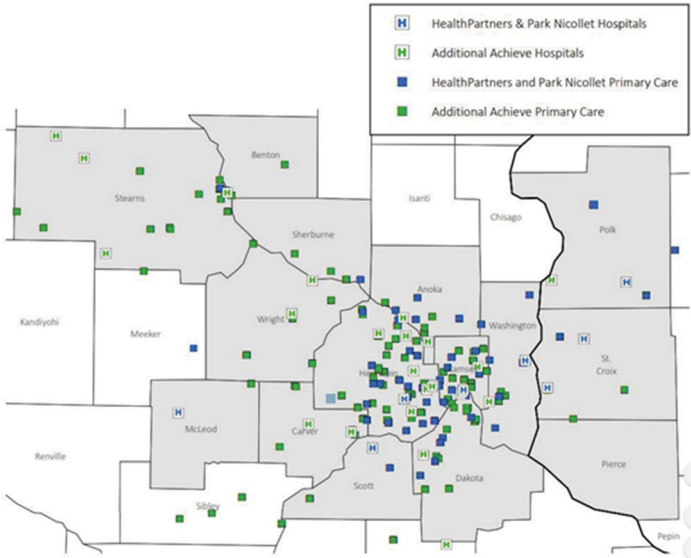 HealthPartners & Park Nicollet Hospitals
Additional Achieve Hospitals
HealthPartners and Park Nicollet Primary Care
Additional Achieve Primary Care
Benton
Stearns
Isanti
Chisago
Polk
Sherburne
Anoka
Kandiyohi
Meeker
Wright
Washington
St.
Croix
McLeod
Carver
Renville
Scott
Dakota
Pierce
Sibley
Pepin